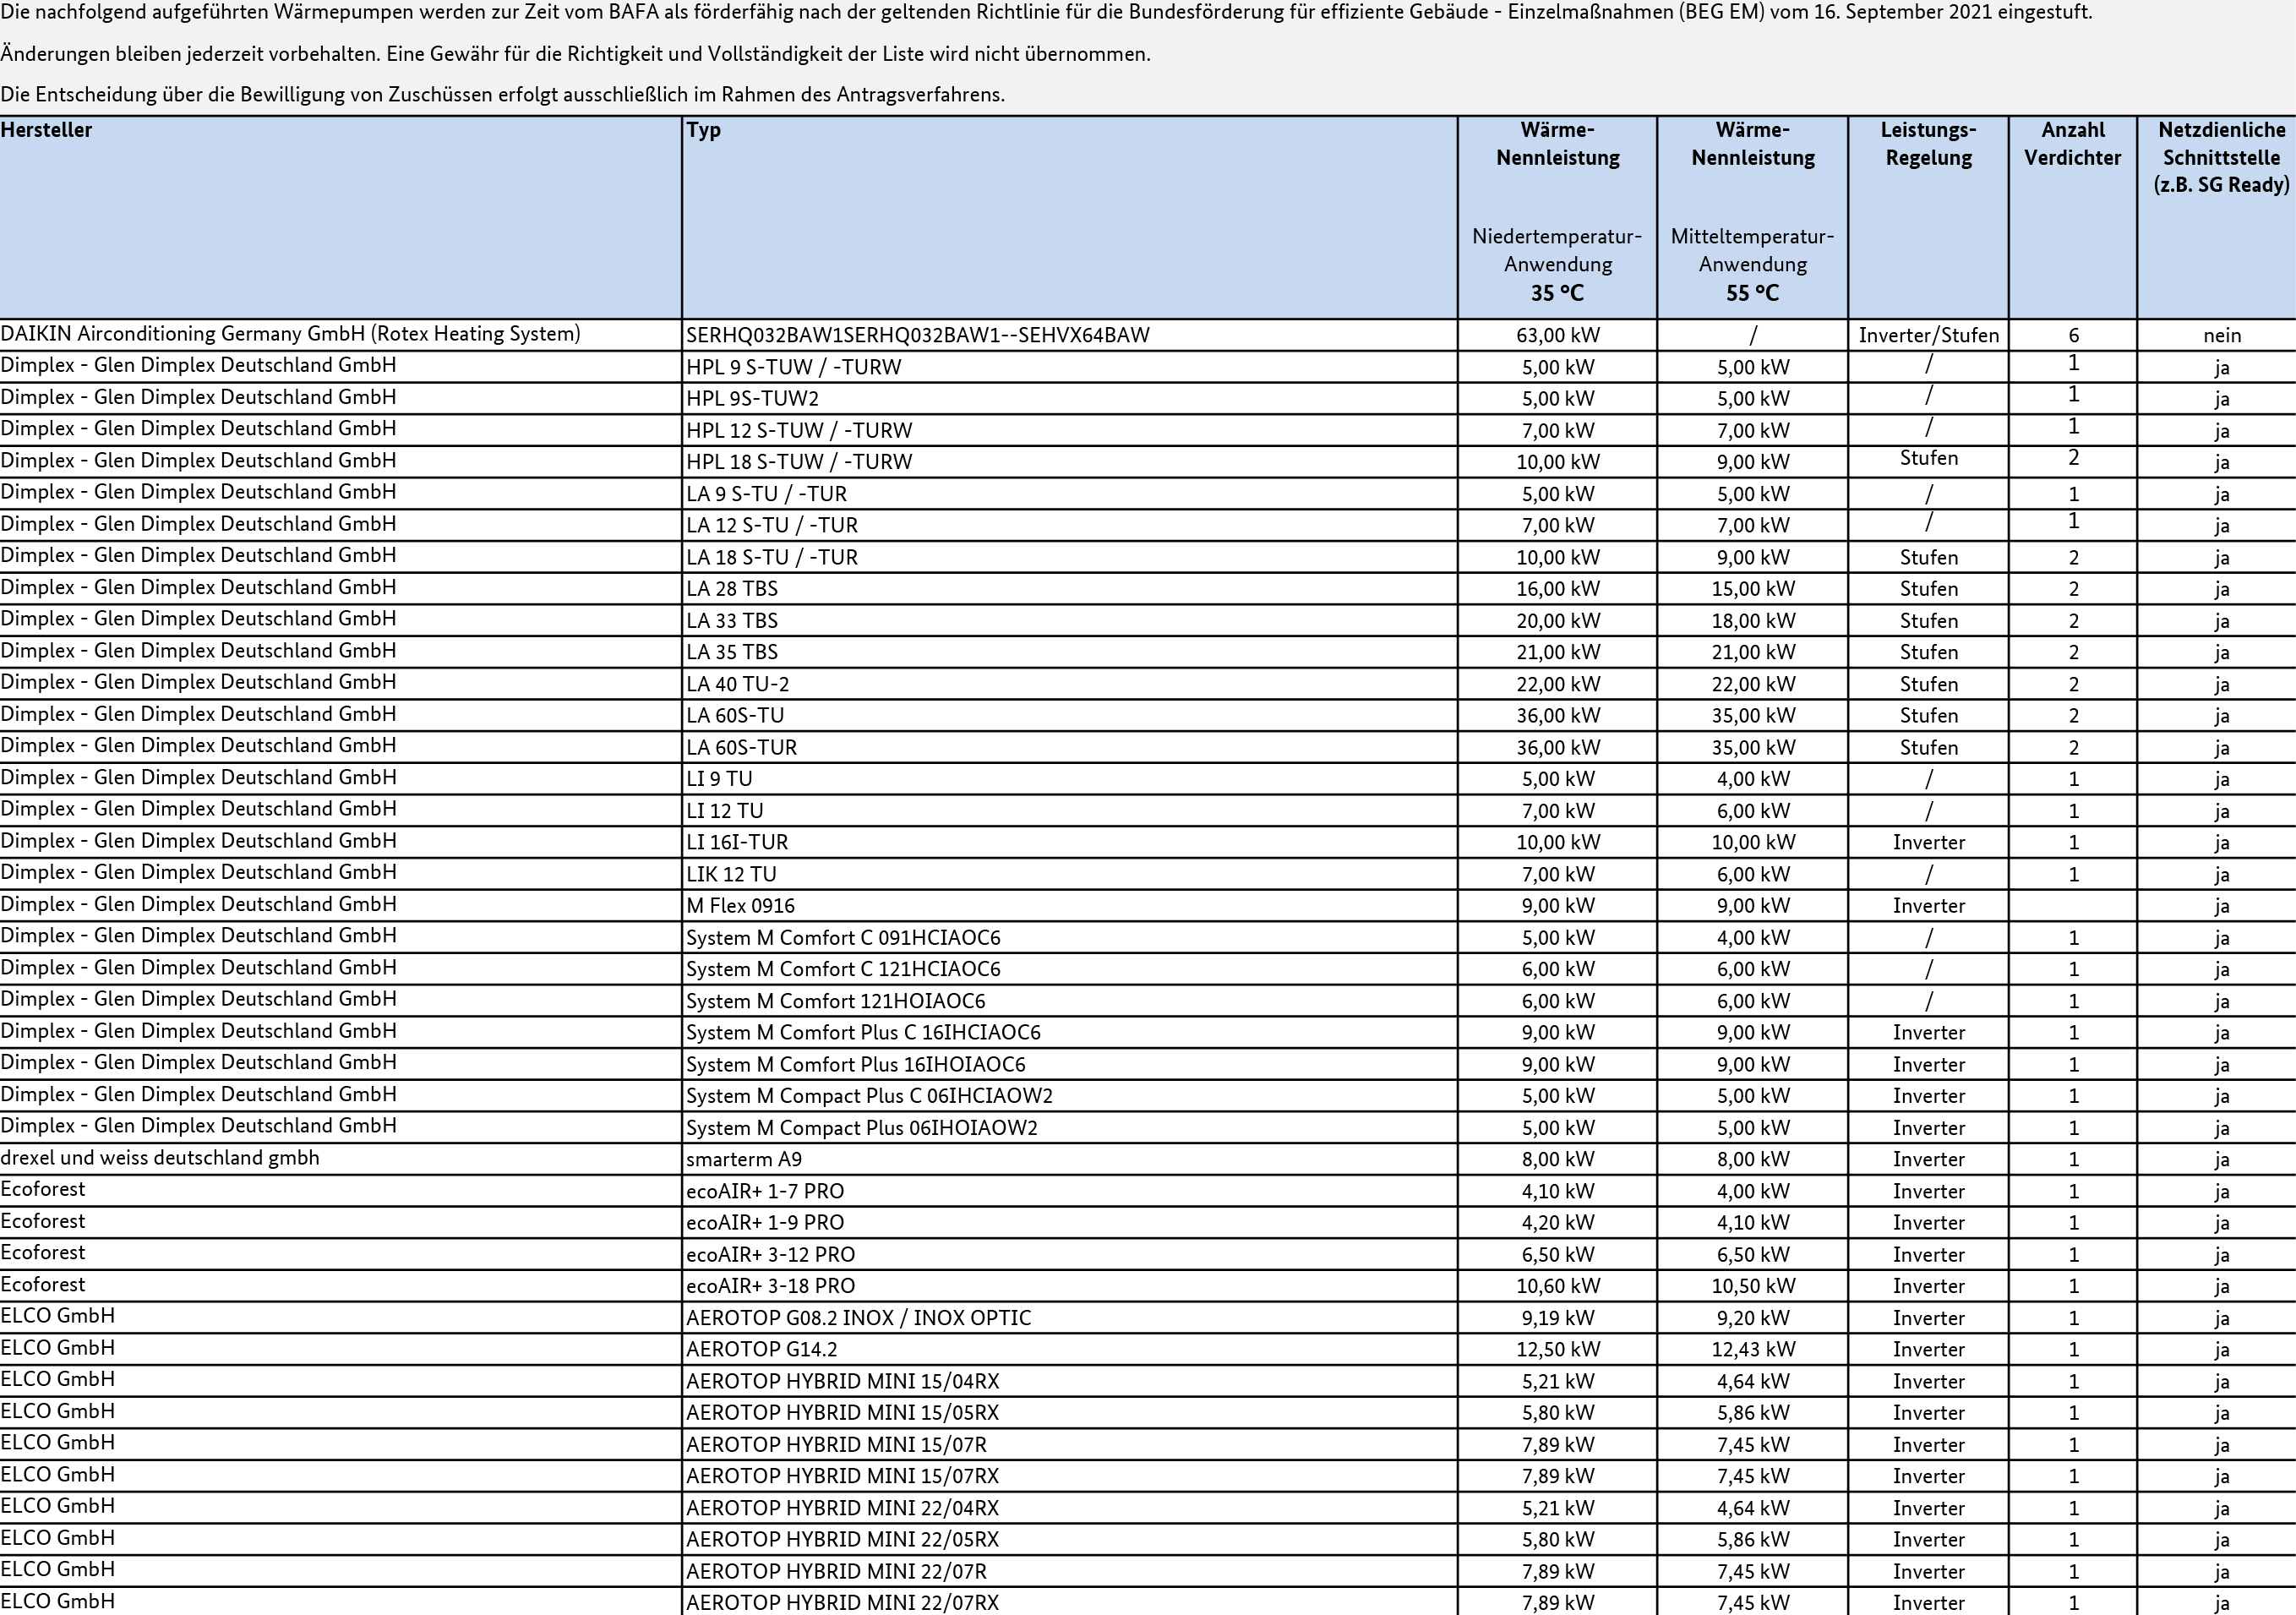 Die nachfolgend aufgeführten Wärmepumpen werden zur Zeit vom BAFA als förderfähig nach der geltenden Richtlinie für die Bundesförderung für effiziente Gebäude - Einzelmaßnahmen (BEG EM) vom 16. September 2021 eingestuft.
Änderungen bleiben jederzeit vorbehalten. Eine Gewähr für die Richtigkeit und Vollständigkeit der Liste wird nicht übernommen.
Die Entscheidung über die Bewilligung von Zuschüssen erfolgt ausschließlich im Rahmen des Antragsverfahrens.
Hersteller Typ Wärme- Wärme- Leistungs- Anzahl Netzdienliche
Nennleistung Nennleistung Regelung Verdichter Schnittstelle
(z.B. SG Ready)
Niedertemperatur- Mitteltemperatur-
Anwendung Anwendung
35 °C 55 °C
DAIKIN Airconditioning Germany GmbH (Rotex Heating System) SERHQ032BAW1SERHQ032BAW1--SEHVX64BAW 63,00 kW / Inverter/Stufen 6 nein
Dimplex - Glen Dimplex Deutschland GmbH HPL 9 S-TUW / -TURW 5,00 kW 5,00 kW / 1 ja
Dimplex - Glen Dimplex Deutschland GmbH HPL 9S-TUW2 5,00 kW 5,00 kW / 1 ja
Dimplex - Glen Dimplex Deutschland GmbH HPL 12 S-TUW / -TURW 7,00 kW 7,00 kW / 1 ja
Dimplex - Glen Dimplex Deutschland GmbH HPL 18 S-TUW / -TURW 10,00 kW 9,00 kW Stufen 2 ja
Dimplex - Glen Dimplex Deutschland GmbH LA 9 S-TU / -TUR 5,00 kW 5,00 kW / 1 ja
Dimplex - Glen Dimplex Deutschland GmbH LA 12 S-TU / -TUR 7,00 kW 7,00 kW / 1 ja
Dimplex - Glen Dimplex Deutschland GmbH LA 18 S-TU / -TUR 10,00 kW 9,00 kW Stufen 2 ja
Dimplex - Glen Dimplex Deutschland GmbH LA 28 TBS 16,00 kW 15,00 kW Stufen 2 ja
Dimplex - Glen Dimplex Deutschland GmbH LA 33 TBS 20,00 kW 18,00 kW Stufen 2 ja
Dimplex - Glen Dimplex Deutschland GmbH LA 35 TBS 21,00 kW 21,00 kW Stufen 2 ja
Dimplex - Glen Dimplex Deutschland GmbH LA 40 TU-2 22,00 kW 22,00 kW Stufen 2 ja
Dimplex - Glen Dimplex Deutschland GmbH LA 60S-TU 36,00 kW 35,00 kW Stufen 2 ja
Dimplex - Glen Dimplex Deutschland GmbH LA 60S-TUR 36,00 kW 35,00 kW Stufen 2 ja
Dimplex - Glen Dimplex Deutschland GmbH LI 9 TU 5,00 kW 4,00 kW / 1 ja
Dimplex - Glen Dimplex Deutschland GmbH LI 12 TU 7,00 kW 6,00 kW / 1 ja
Dimplex - Glen Dimplex Deutschland GmbH LI 16I-TUR 10,00 kW 10,00 kW Inverter 1 ja
Dimplex - Glen Dimplex Deutschland GmbH LIK 12 TU 7,00 kW 6,00 kW / 1 ja
Dimplex - Glen Dimplex Deutschland GmbH M Flex 0916 9,00 kW 9,00 kW Inverter ja
Dimplex - Glen Dimplex Deutschland GmbH System M Comfort C 091HCIAOC6 5,00 kW 4,00 kW / 1 ja
Dimplex - Glen Dimplex Deutschland GmbH System M Comfort C 121HCIAOC6 6,00 kW 6,00 kW / 1 ja
Dimplex - Glen Dimplex Deutschland GmbH System M Comfort 121HOIAOC6 6,00 kW 6,00 kW / 1 ja
Dimplex - Glen Dimplex Deutschland GmbH System M Comfort Plus C 16IHCIAOC6 9,00 kW 9,00 kW Inverter 1 ja
Dimplex - Glen Dimplex Deutschland GmbH System M Comfort Plus 16IHOIAOC6 9,00 kW 9,00 kW Inverter 1 ja
Dimplex - Glen Dimplex Deutschland GmbH System M Compact Plus C 06IHCIAOW2 5,00 kW 5,00 kW Inverter 1 ja
Dimplex - Glen Dimplex Deutschland GmbH System M Compact Plus 06IHOIAOW2 5,00 kW 5,00 kW Inverter 1 ja
drexel und weiss deutschland gmbh smarterm A9 8,00 kW 8,00 kW Inverter 1 ja
Ecoforest ecoAIR+ 1-7 PRO 4,10 kW 4,00 kW Inverter 1 ja
Ecoforest ecoAIR+ 1-9 PRO 4,20 kW 4,10 kW Inverter 1 ja
Ecoforest ecoAIR+ 3-12 PRO 6,50 kW 6,50 kW Inverter 1 ja
Ecoforest ecoAIR+ 3-18 PRO 10,60 kW 10,50 kW Inverter 1 ja
ELCO GmbH AEROTOP G08.2 INOX / INOX OPTIC 9,19 kW 9,20 kW Inverter 1 ja
ELCO GmbH AEROTOP G14.2 12,50 kW 12,43 kW Inverter 1 ja
ELCO GmbH AEROTOP HYBRID MINI 15/04RX 5,21 kW 4,64 kW Inverter 1 ja
ELCO GmbH AEROTOP HYBRID MINI 15/05RX 5,80 kW 5,86 kW Inverter 1 ja
ELCO GmbH AEROTOP HYBRID MINI 15/07R 7,89 kW 7,45 kW Inverter 1 ja
ELCO GmbH AEROTOP HYBRID MINI 15/07RX 7,89 kW 7,45 kW Inverter 1 ja
ELCO GmbH AEROTOP HYBRID MINI 22/04RX 5,21 kW 4,64 kW Inverter 1 ja
ELCO GmbH AEROTOP HYBRID MINI 22/05RX 5,80 kW 5,86 kW Inverter 1 ja
ELCO GmbH AEROTOP HYBRID MINI 22/07R 7,89 kW 7,45 kW Inverter 1 ja
ELCO GmbH AEROTOP HYBRID MINI 22/07RX 7,89 kW 7,45 kW Inverter 1 ja